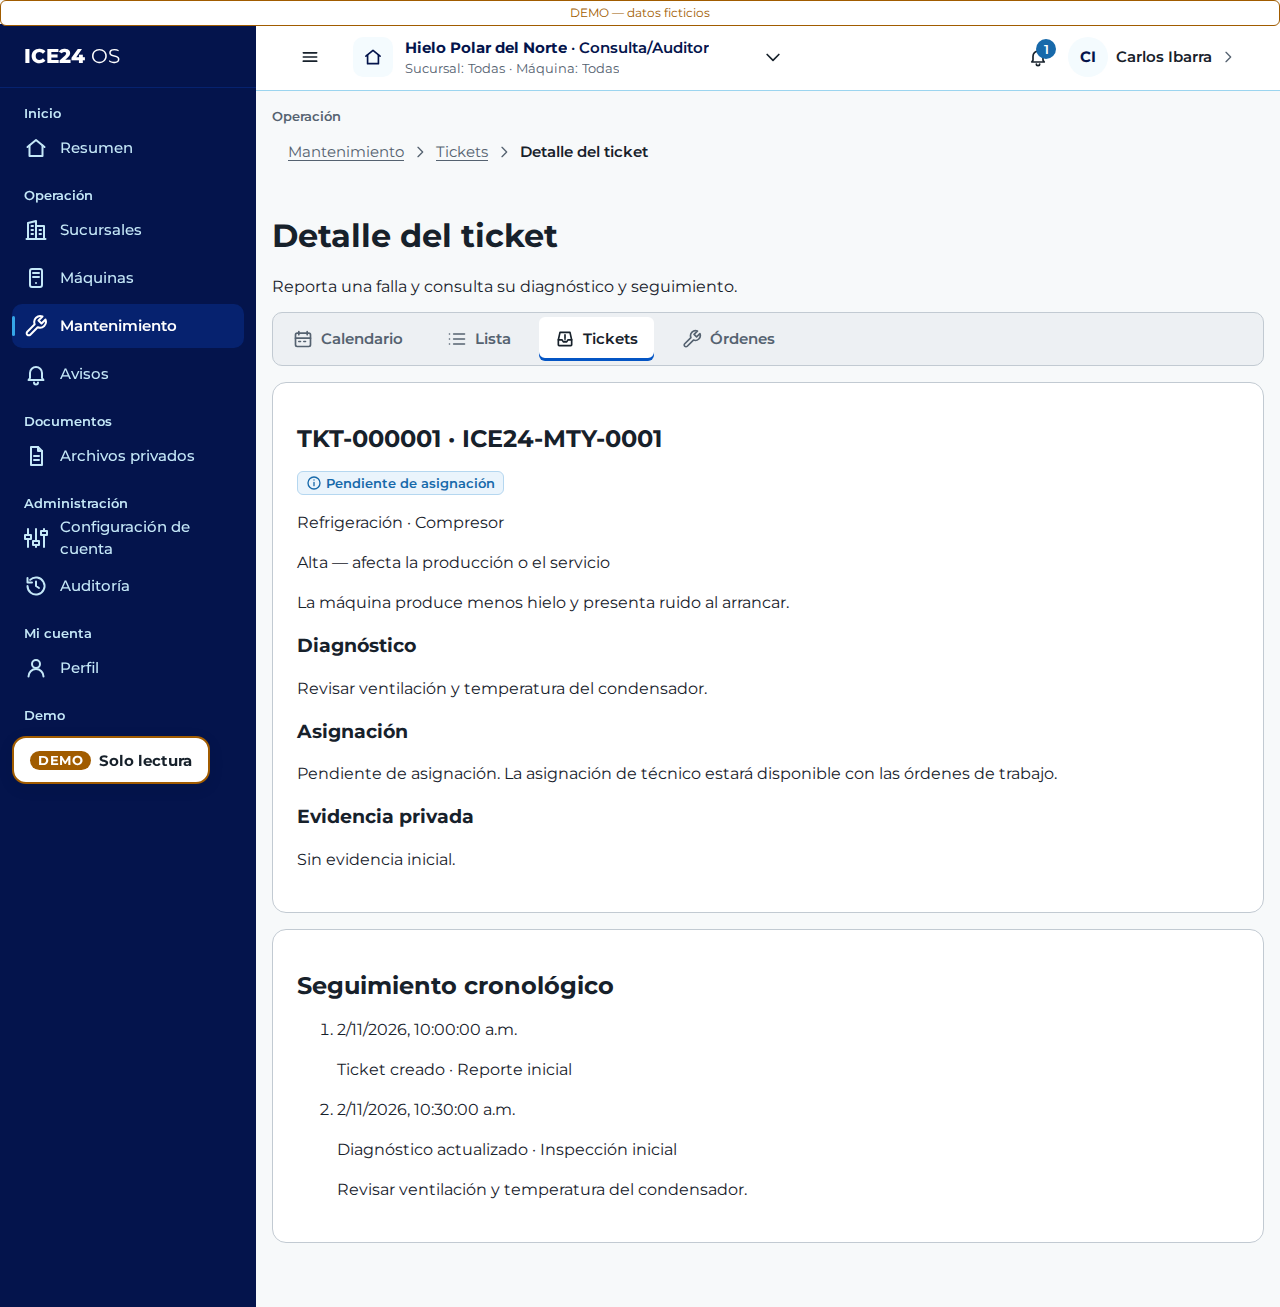 DEMO — datos ficticios
ICE24 OS
Inicio
Resumen
Operación
Sucursales
Máquinas
Mantenimiento
Avisos
Documentos
Archivos privados
Administración
Configuración de
cuenta
Auditoría
Mi cuenta
Perfil
Demo
DEMO Solo lectura
Hielo Polar del Norte · Consulta/Auditor
Sucursal: Todas · Máquina: Todas
1
CI Carlos Ibarra
Operación
Mantenimiento
Tickets
Detalle del ticket
Detalle del ticket
Reporta una falla y consulta su diagnóstico y seguimiento.
Calendario
Lista
Tickets
Órdenes
TKT-000001 · ICE24-MTY-0001
Pendiente de asignación
Refrigeración · Compresor
Alta — afecta la producción o el servicio
La máquina produce menos hielo y presenta ruido al arrancar.
Diagnóstico
Revisar ventilación y temperatura del condensador.
Asignación
Pendiente de asignación. La asignación de técnico estará disponible con las órdenes de trabajo.
Evidencia privada
Sin evidencia inicial.
Seguimiento cronológico
1. 2/11/2026, 10:00:00 a.m.
Ticket creado · Reporte inicial
2. 2/11/2026, 10:30:00 a.m.
Diagnóstico actualizado · Inspección inicial
Revisar ventilación y temperatura del condensador.